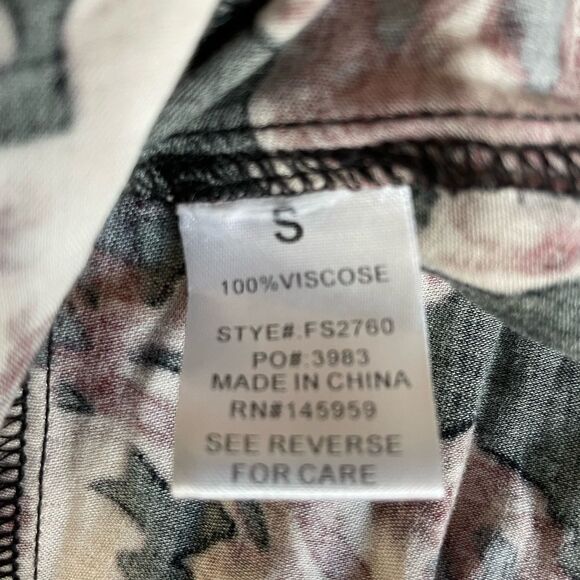 S
100%VISCOSE
STYE#.FS2760
PO#.3983
MADE IN CHINA
RN#145959
SEE REVERSE
FOR CARE